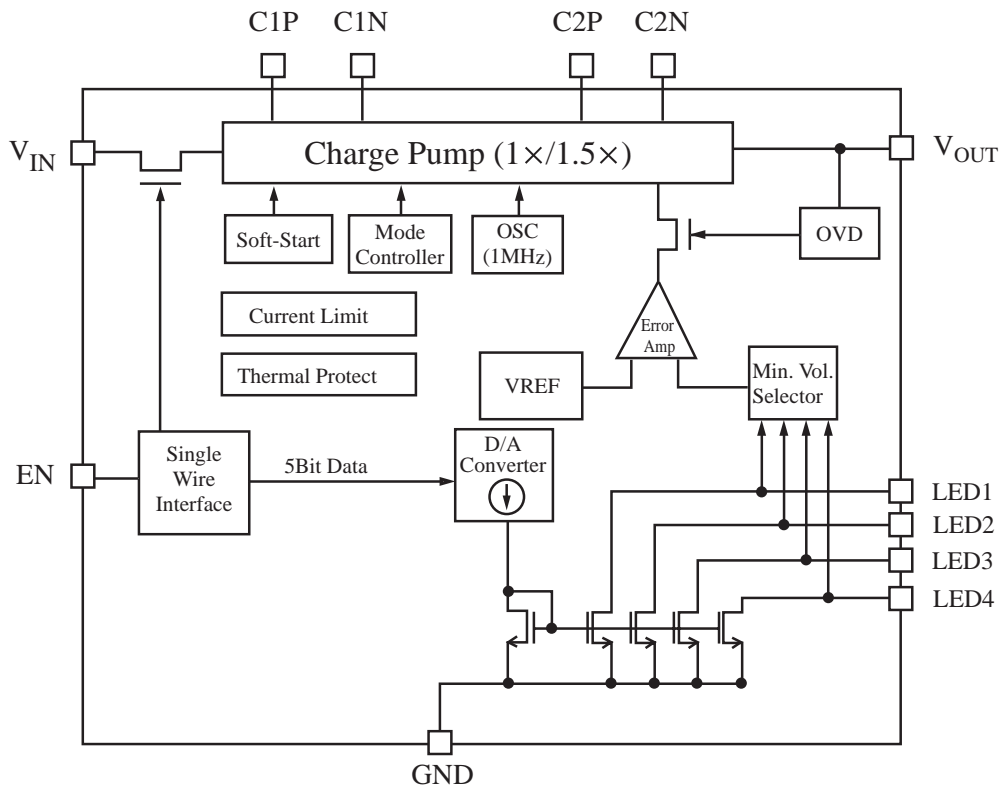 C1P C1N C2P C2N
VIN
Charge Pump (1×/1.5×)
VOUT
Soft-Start
Mode
Controller
OSC
(1MHz)
OVD
Current Limit
Error
Amp
Thermal Protect
VREF
Min. Vol.
Selector
EN
Single
Wire
Interface
5Bit Data
D/A
Converter
LED1
LED2
LED3
LED4
GND